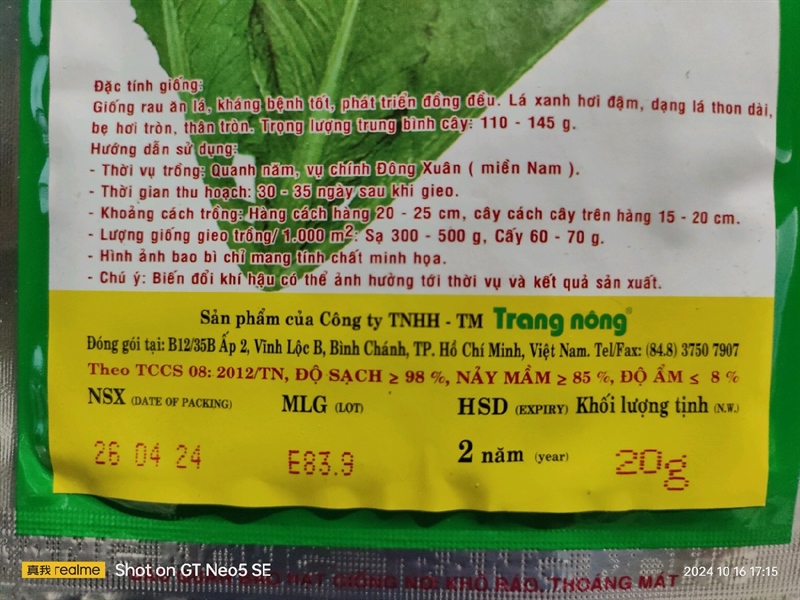 Đặc tính giống:
Giống rau ăn lá, kháng bệnh tốt, phát triển đồng đều. Lá xanh hơi đậm, dạng lá thon dài,
bẹ hơi tròn, thân tròn. Trọng lượng trung bình cây: 110 - 145 g.
Hướng dẫn sử dụng:
- Thời vụ trồng: Quanh năm, vụ chính Đông Xuân ( miền Nam ).
- Thời gian thu hoạch: 30 - 35 ngày sau khi gieo.
- Khoảng cách trồng: Hàng cách hàng 20 - 25 cm, cây cách cây trên hàng 15 - 20 cm.
- Lượng giống gieo trồng/ 1.000 m²: Sạ 300 - 500 g, Cấy 60 - 70 g.
- Hình ảnh bao bì chỉ mang tính chất minh họa.
- Chú ý: Biến đổi khí hậu có thể ảnh hưởng tới thời vụ và kết quả sản xuất.
Sản phẩm của Công ty TNHH - TM Trang nông®
Đóng gói tại: B12/35B Ấp 2, Vĩnh Lộc B, Bình Chánh, TP. Hồ Chí Minh, Việt Nam. Tel/Fax: (84.8) 3750 7907
Theo TCCS 08: 2012/TN, ĐỘ SẠCH ≥ 98 %, NẢY MẦM ≥ 85 %, ĐỘ ẨM ≤ 8 %
NSX (DATE OF PACKING) MLG (LOT) HSD (EXPIRY) Khối lượng tịnh (N.W.)
26 04 24 E83.9 2 năm (year) 20g
BẢO QUẢN BAO HẠT GIỐNG NƠI KHÔ RÁO, THOÁNG MÁT
真我 realme Shot on GT Neo5 SE 2024 10 16 17:15